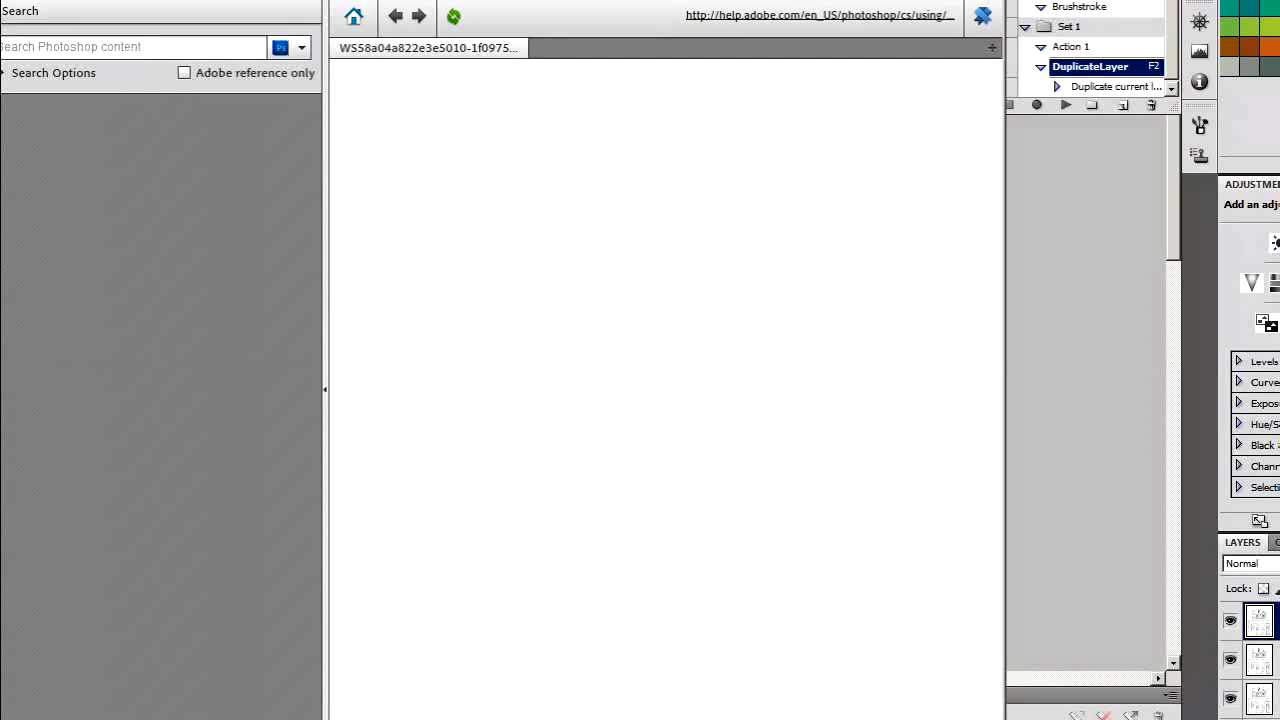 Search
Search Photoshop content
Ps
Search Options
Adobe reference only
http://help.adobe.com/en_US/photoshop/cs/using/...
WS58a04a822e3e5010-1f0975...
Brushstroke
Set 1
Action 1
DuplicateLayer F2
Duplicate current l...
ADJUSTME
Add an adj
Levels
Curve
Expos
Hue/S
Black
Chann
Selecti
LAYERS
Normal
Lock: